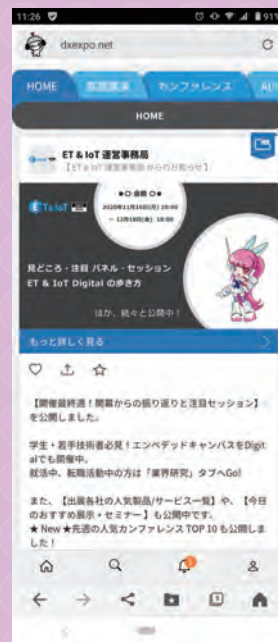 11:26
91%
dxexpo.net
HOME
基調講演
カンファレンス
HOME
ET & IoT 運営事務局
【ET & IoT 運営事務局 からのお知らせ】
●○ 会期 ○●
2020年11月16日(月) 10:00
ET&IoT
～ 12月18日(金) 18:00
見どころ・注目 パネル・セッション
ET & IoT Digital の歩き方
ほか、続々と公開中！
もっと詳しく見る
【開催最終週！開幕からの振り返りと注目セッション】
を公開しました。
学生・若手技術者必見！エンベデッドキャンパスをDigit
alでも開催中。
就活中、転職活動中の方は「業界研究」タブへGo!
また、【出展各社の人気製品/サービス一覧】や、【今日
のおすすめ展示・セミナー】も公開中です。
★ New ★先週の人気カンファレンス TOP 10 も公開しま
した！